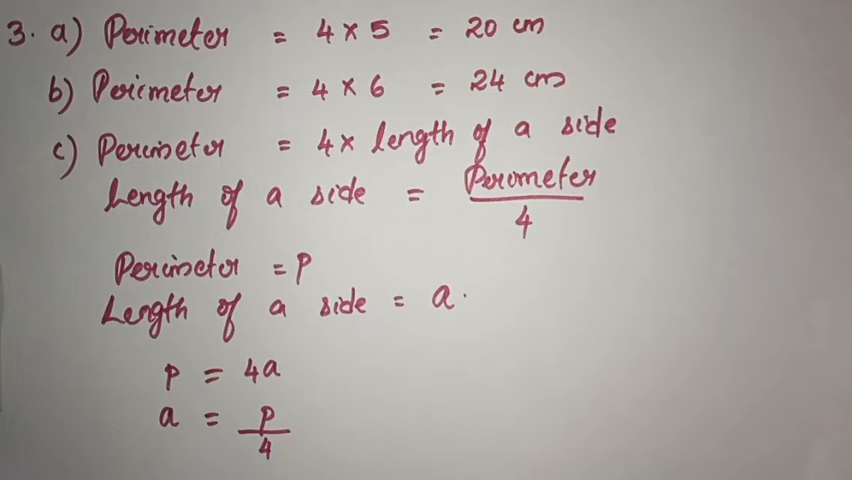 3. a) Perimeter = 4 × 5 = 20 cm
b) Perimeter = 4 × 6 = 24 cm
c) Perimeter = 4 × length of a side
Length of a side = Perimeter / 4
Perimeter = P
Length of a side = a.
P = 4a
a = P / 4